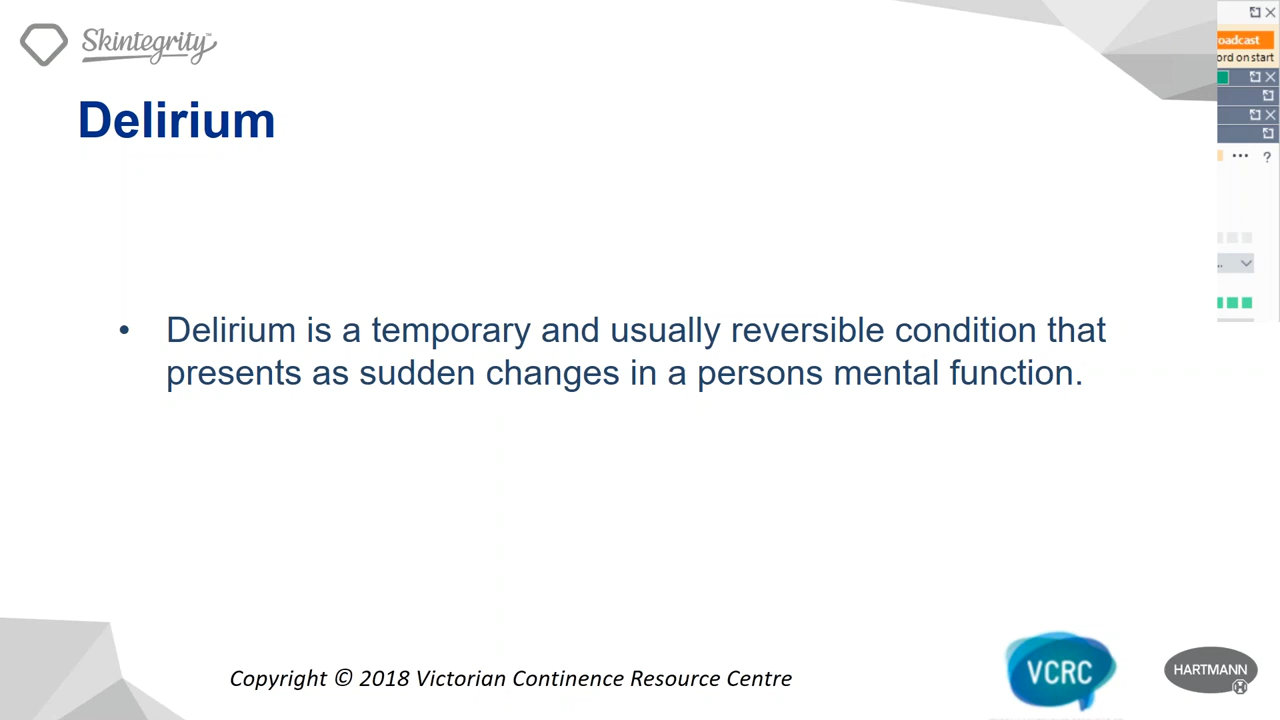 Skintegrity™
oadcast
ord on start
Delirium
• Delirium is a temporary and usually reversible condition that
presents as sudden changes in a persons mental function.
Copyright © 2018 Victorian Continence Resource Centre
VCRC
HARTMANN